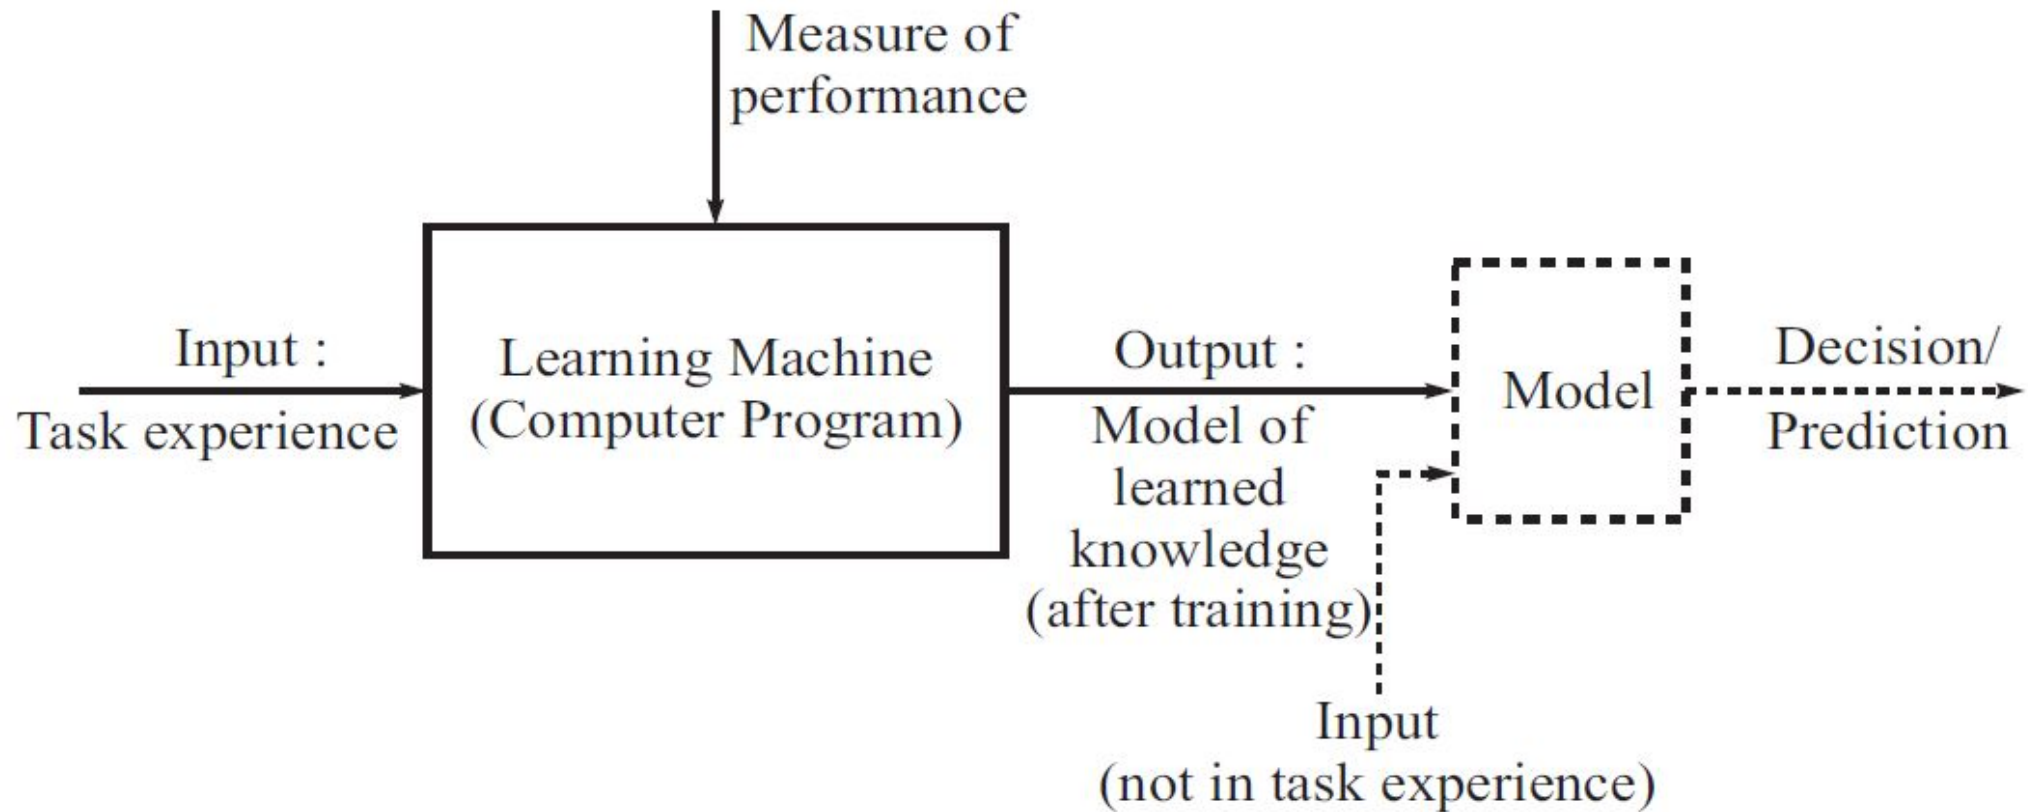 Measure of
performance
Input :
Task experience
Learning Machine
(Computer Program)
Output :
Model of
learned
knowledge
(after training)
Model
Decision/
Prediction
Input
(not in task experience)